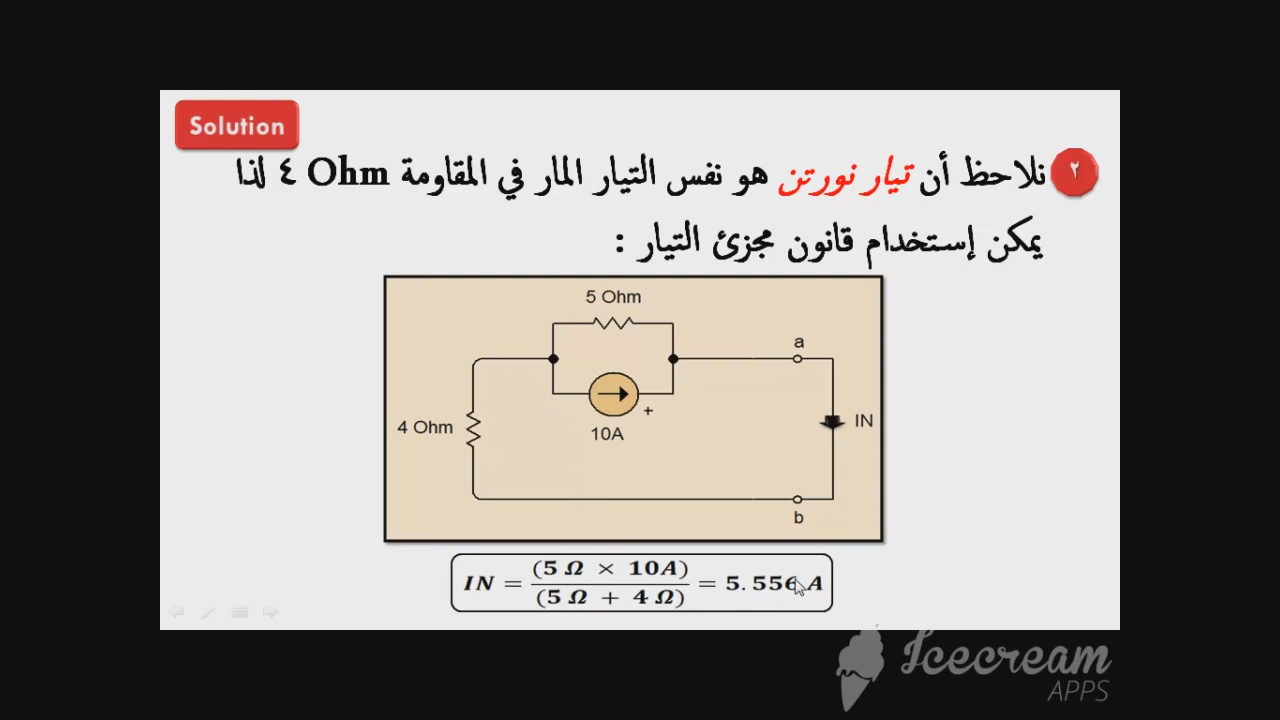 Solution
٢ نلاحظ أن تيار نورتن هو نفس التيار المار في المقاومة 4 Ohm لذا
يمكن إستخدام قانون مجزئ التيار :
5 Ohm
a
4 Ohm
+
IN
10A
b
IN = (5 Ω × 10A) / (5 Ω + 4 Ω) = 5.556 A
Icecream
APPS